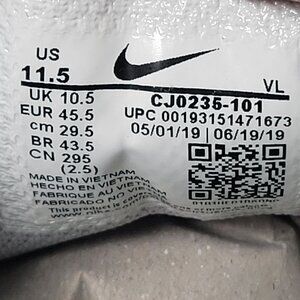 US
11.5
VL
UK 10.5
EUR 45.5
cm 29.5
BR 43.5
CN 295
(2.5)
CJ0235-101
UPC 00193151471673
05/01/19 | 06/19/19
MADE IN VIETNAM
HECHO EN VIETNAM
FABRIQUÉ AU VIETNAM
FABRICADO NO VIETNAM